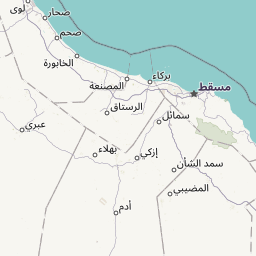 لوى
صحار
صحم
الخابورة
المصنعة
بركاء
مسقط
الرستاق
سمائل
عبري
بهلاء
إزكي
سمد الشأن
المضيبي
أدم